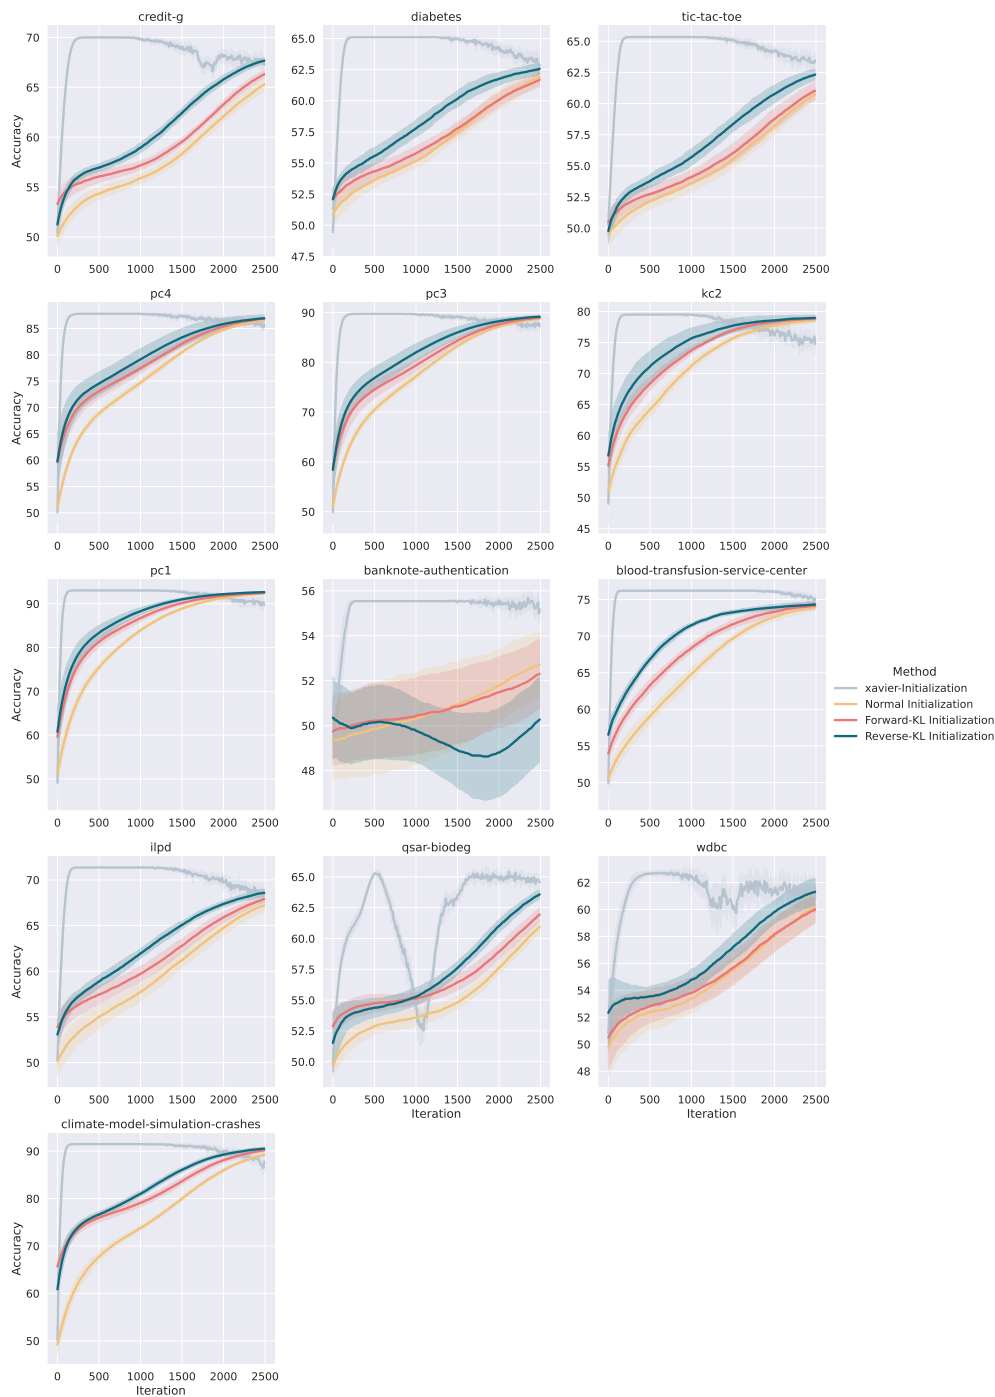 credit-g
diabetes
tic-tac-toe
70
65
60
55
50
Accuracy
0 500 1000 1500 2000 2500
65.0
62.5
60.0
57.5
55.0
52.5
50.0
47.5
0 500 1000 1500 2000 2500
65.0
62.5
60.0
57.5
55.0
52.5
50.0
0 500 1000 1500 2000 2500
pc4
pc3
kc2
85
80
75
70
65
60
55
50
Accuracy
0 500 1000 1500 2000 2500
90
80
70
60
50
0 500 1000 1500 2000 2500
80
75
70
65
60
55
50
45
0 500 1000 1500 2000 2500
pc1
banknote-authentication
blood-transfusion-service-center
90
80
70
60
50
Accuracy
0 500 1000 1500 2000 2500
56
54
52
50
48
0 500 1000 1500 2000 2500
75
70
65
60
55
50
0 500 1000 1500 2000 2500
Method
xavier-Initialization
Normal Initialization
Forward-KL Initialization
Reverse-KL Initialization
ilpd
qsar-biodeg
wdbc
70
65
60
55
50
Accuracy
0 500 1000 1500 2000 2500
65.0
62.5
60.0
57.5
55.0
52.5
50.0
0 500 1000 1500 2000 2500
Iteration
62
60
58
56
54
52
50
48
0 500 1000 1500 2000 2500
Iteration
climate-model-simulation-crashes
90
80
70
60
50
Accuracy
0 500 1000 1500 2000 2500
Iteration